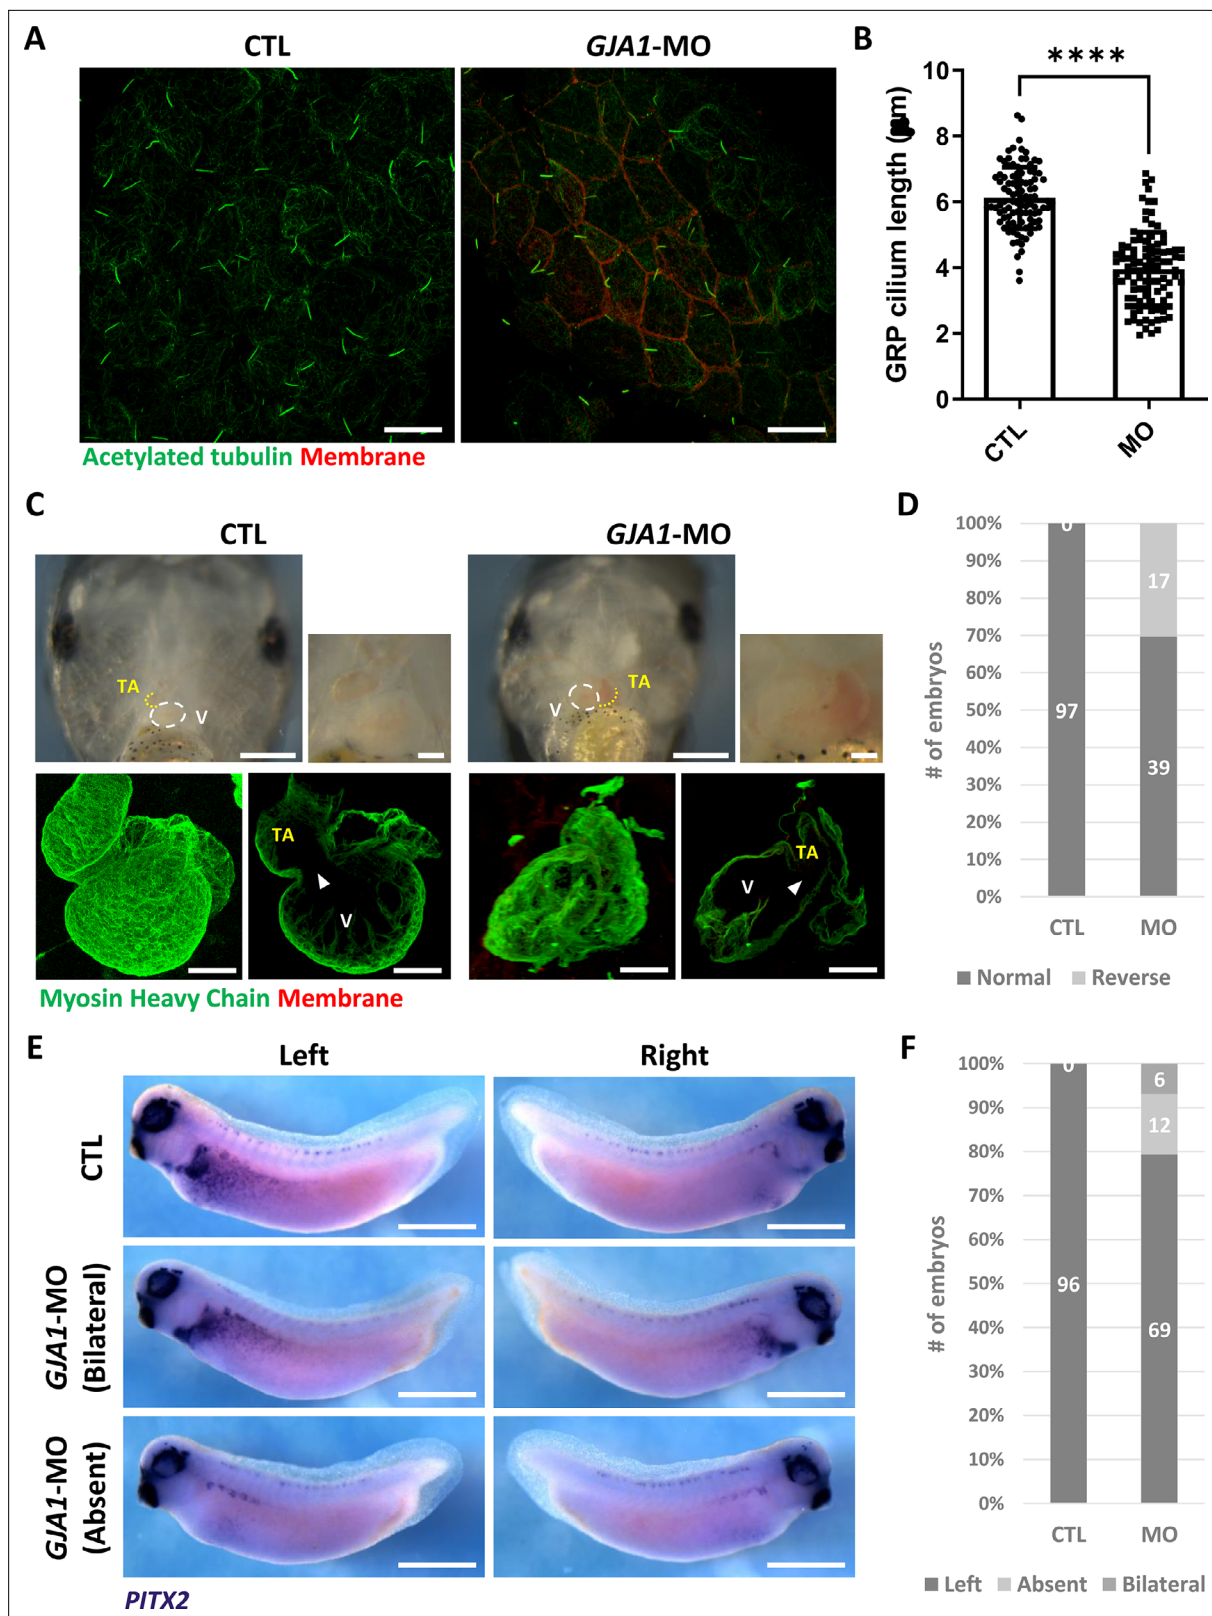 A
CTL
GJA1-MO
Acetylated tubulin Membrane
B
****
GRP cilium length (μm)
10
8
6
4
2
0
CTL
MO
C
CTL
GJA1-MO
TA
V
TA
V
TA
V
TA
V
Myosin Heavy Chain Membrane
D
# of embryos
100%
90%
80%
70%
60%
50%
40%
30%
20%
10%
0%
0
97
17
39
CTL
MO
Normal
Reverse
E
Left
Right
CTL
GJA1-MO
(Bilateral)
GJA1-MO
(Absent)
PITX2
F
# of embryos
100%
90%
80%
70%
60%
50%
40%
30%
20%
10%
0%
0
96
6
12
69
CTL
MO
Left
Absent
Bilateral